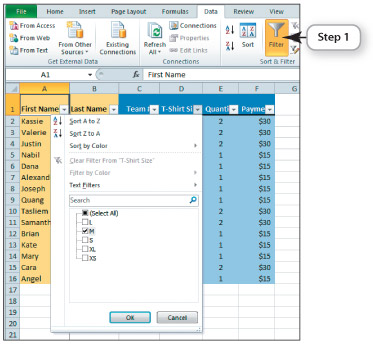 File Home Insert Page Layout Formulas Data Review View
From Access
From Web
From Text
From Other Sources
Existing Connections
Get External Data
Refresh All
Connections
Properties
Edit Links
Connections
Sort
Filter
Sort & Filter
Step 1
A1 fx First Name
A B C D E F G
1 First Name Last Name Team T-Shirt Siz Quanti Payme
2 Kassie 2 $30
3 Valerie 2 $30
4 Justin 2 $30
5 Nabil 1 $15
6 Dana 1 $15
7 Alexand 1 $15
8 Joseph 1 $15
9 Quang 1 $15
10 Tasliem 2 $30
11 Samanth 2 $30
12 Brian 1 $15
13 Kate 1 $15
14 Mary 1 $15
15 Cara 2 $30
16 Angel 1 $15
17
18
19
20
21
Sort A to Z
Sort Z to A
Sort by Color
Clear Filter From "T-Shirt Size"
Filter by Color
Text Filters
Search
(Select All)
L
M
S
XL
XS
OK Cancel